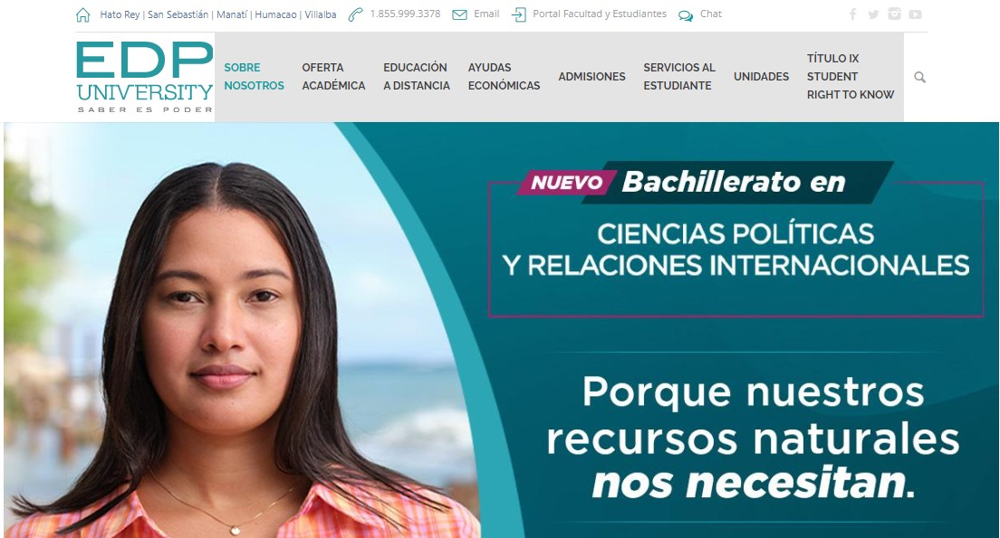 Hato Rey | San Sebastián | Manatí | Humacao | Villalba
1.855.999.3378
Email
Portal Facultad y Estudiantes
Chat
EDP
UNIVERSITY
SABER ES PODER
SOBRE
NOSOTROS
OFERTA
ACADÉMICA
EDUCACIÓN
A DISTANCIA
AYUDAS
ECONÓMICAS
ADMISIONES
SERVICIOS AL
ESTUDIANTE
UNIDADES
TÍTULO IX
STUDENT
RIGHT TO KNOW
NUEVO Bachillerato en
CIENCIAS POLÍTICAS
Y RELACIONES INTERNACIONALES
Porque nuestros
recursos naturales
nos necesitan.